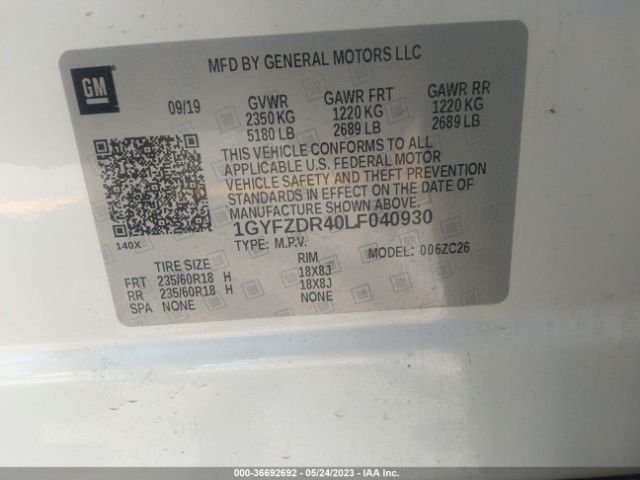 MFD BY GENERAL MOTORS LLC
GM
09/19 GVWR GAWR FRT GAWR RR
2350 KG 1220 KG 1220 KG
5180 LB 2689 LB 2689 LB
THIS VEHICLE CONFORMS TO ALL
APPLICABLE U.S. FEDERAL MOTOR
VEHICLE SAFETY AND THEFT PREVENTION
STANDARDS IN EFFECT ON THE DATE OF
MANUFACTURE SHOWN ABOVE.
140X
1GYFZDR40LF040930
TYPE: M.P.V. MODEL: 006ZC26
TIRE SIZE RIM
FRT 235/60R18 H 18X8J
RR 235/60R18 H 18X8J
SPA NONE NONE
000-36692692 - 05/24/2023 - IAA Inc.